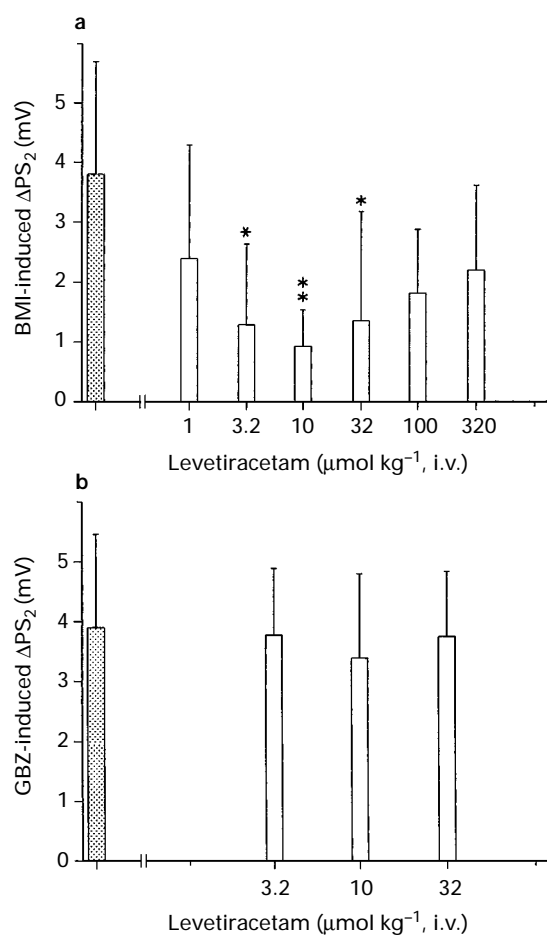 a
BMI-induced ΔPS₂ (mV)
5
4
3
2
1
0
*
*
*
*
1 3.2 10 32 100 320
Levetiracetam (μmol kg⁻¹, i.v.)
b
GBZ-induced ΔPS₂ (mV)
5
4
3
2
1
0
3.2 10 32
Levetiracetam (μmol kg⁻¹, i.v.)